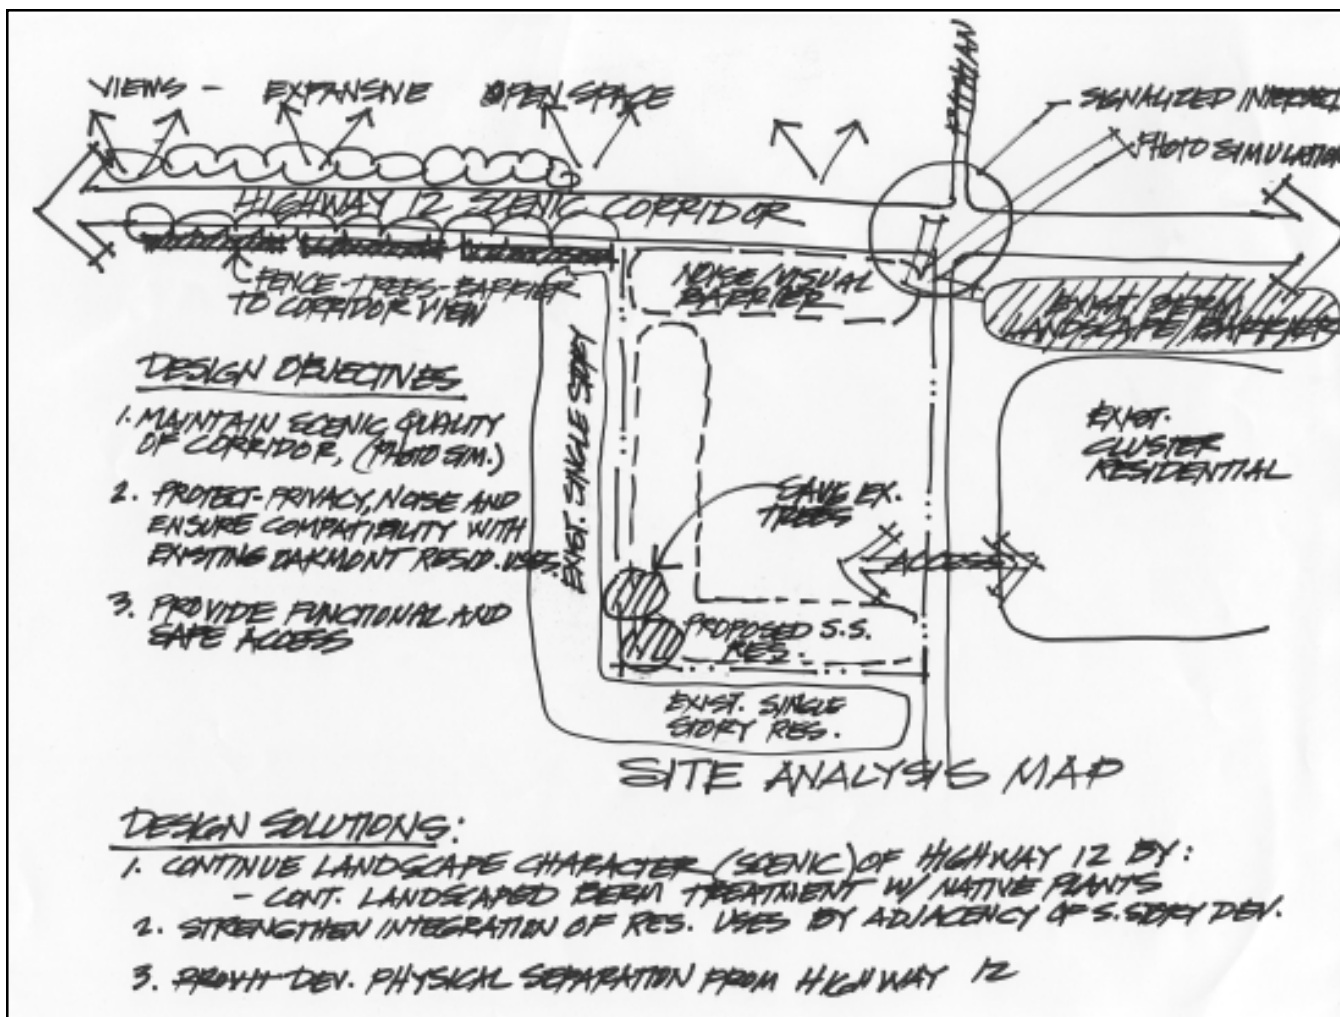 VIEWS - EXPANSIVE OPEN SPACE
SIGNALIZED INTERSECT
PHOTO SIMULATION
HIGHWAY 12 SCENIC CORRIDOR
FENCE-TREES-BARRIER
TO CORRIDOR VIEW
NOISE/VISUAL
BARRIER
EXIST. BERM
LANDSCAPE/BARRIER
EXIST. SINGLE STORY
DESIGN OBJECTIVES
1. MAINTAIN SCENIC QUALITY
OF CORRIDOR, (PHOTO SIM.)
2. PROTECT-PRIVACY, NOISE AND
ENSURE COMPATIBILITY WITH
EXISTING OAKMONT RESID. USES.
3. PROVIDE FUNCTIONAL AND
SAFE ACCESS
EXIST.
CLUSTER
RESIDENTIAL
SAVE EX.
TREES
ACCESS
PROPOSED S.S.
RES.
EXIST. SINGLE
STORY RES.
SITE ANALYSIS MAP
DESIGN SOLUTIONS:
1. CONTINUE LANDSCAPE CHARACTER (SCENIC) OF HIGHWAY 12 BY:
- CONT. LANDSCAPED BERM TREATMENT W/ NATIVE PLANTS
2. STRENGTHEN INTEGRATION OF RES. USES BY ADJACENCY OF S. STORY DEV.
3. DEV. PHYSICAL SEPARATION FROM HIGHWAY 12